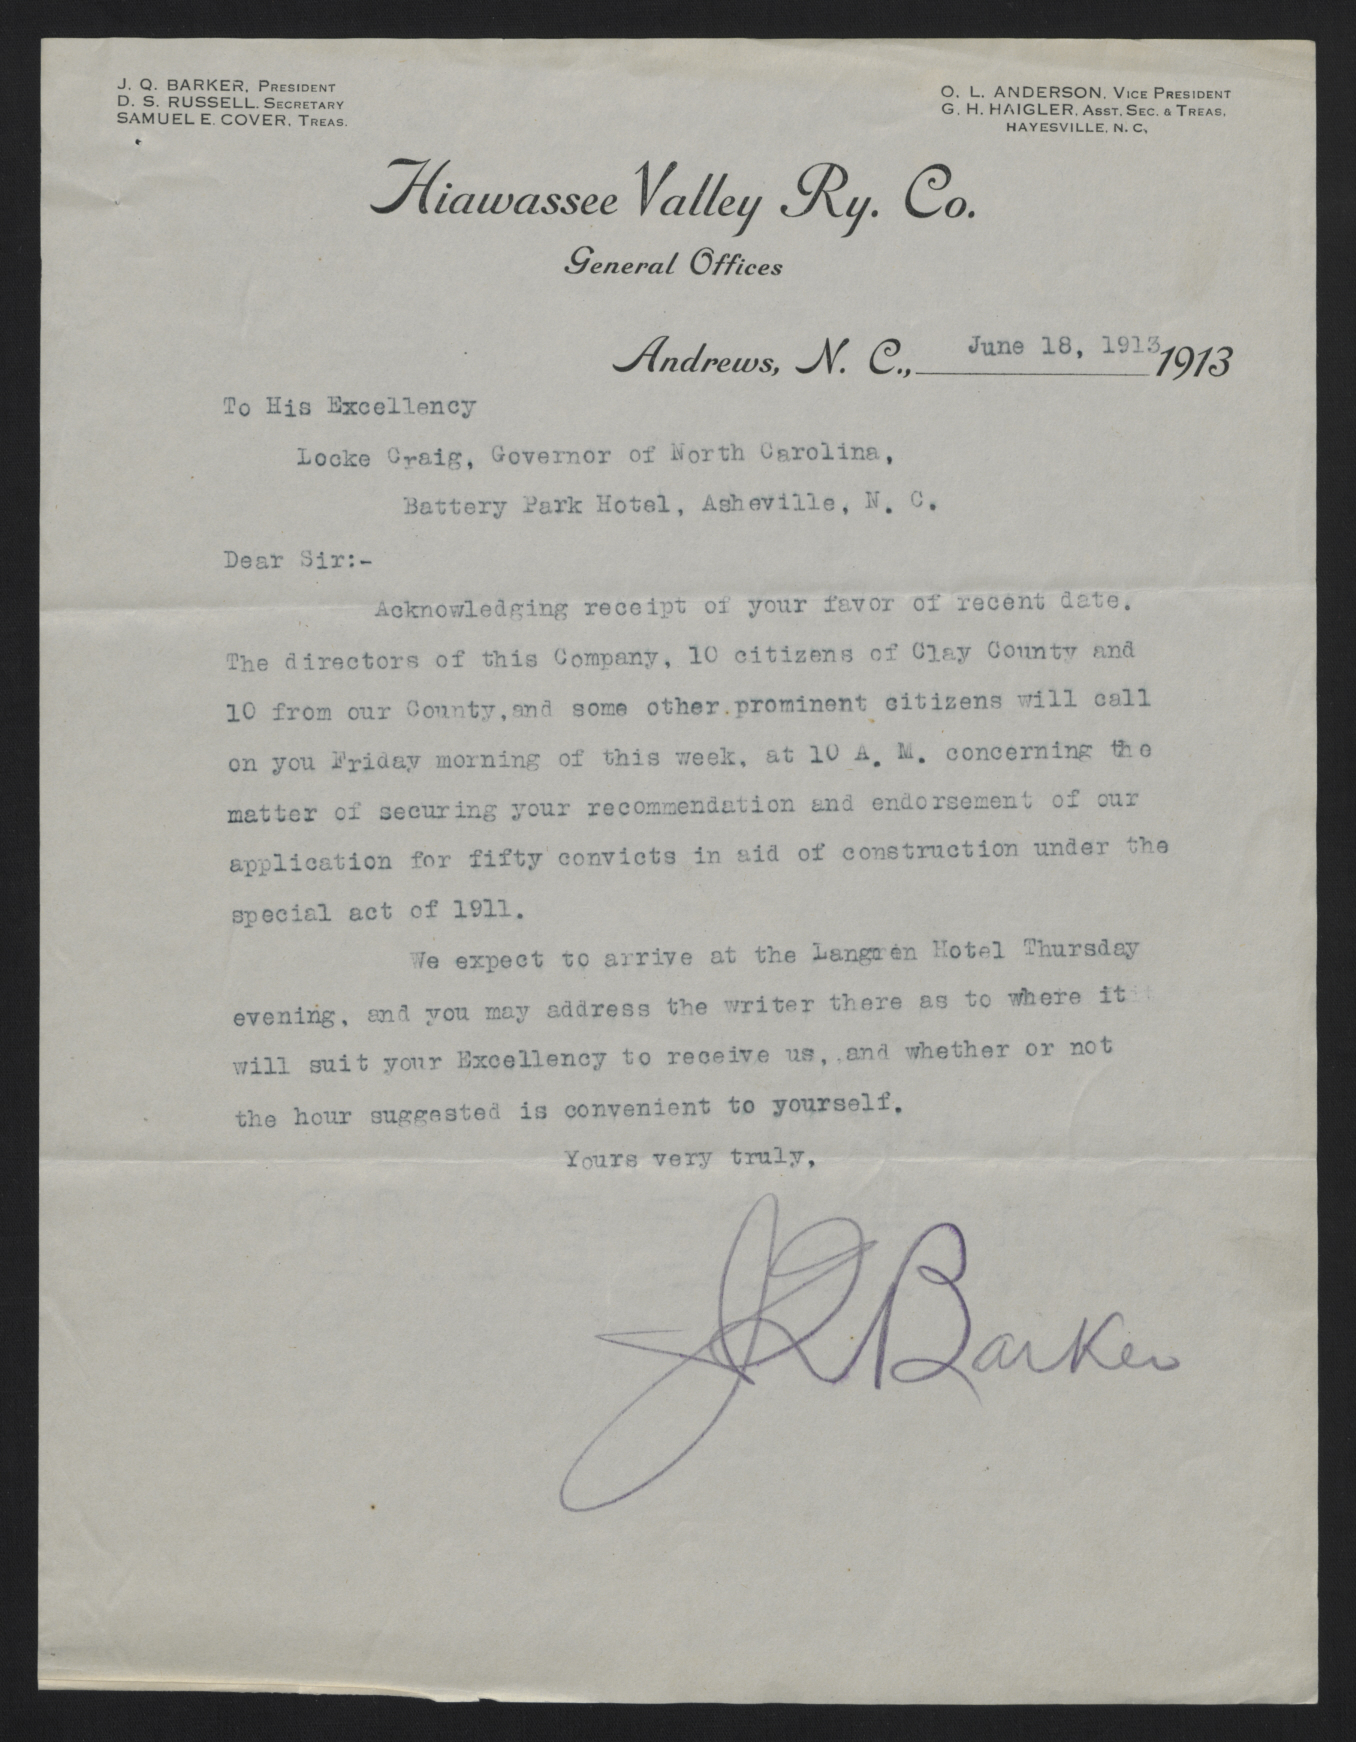 J. Q. BARKER, PRESIDENT
D. S. RUSSELL, SECRETARY
SAMUEL E. COVER, TREAS.
O. L. ANDERSON, VICE PRESIDENT
G. H. HAIGLER, ASST. SEC. & TREAS.
HAYESVILLE, N. C.
Hiawassee Valley Ry. Co.
General Offices
Andrews, N. C., June 18, 1913 1913
To His Excellency
Locke Craig, Governor of North Carolina,
Battery Park Hotel, Asheville, N. C.
Dear Sir:-
Acknowledging receipt of your favor of recent date.
The directors of this Company, 10 citizens of Clay County and
10 from our County, and some other prominent citizens will call
on you Friday morning of this week, at 10 A. M. concerning the
matter of securing your recommendation and endorsement of our
application for fifty convicts in aid of construction under the
special act of 1911.
We expect to arrive at the Langren Hotel Thursday
evening, and you may address the writer there as to where it
will suit your Excellency to receive us, and whether or not
the hour suggested is convenient to yourself.
Yours very truly,
J Q Barker